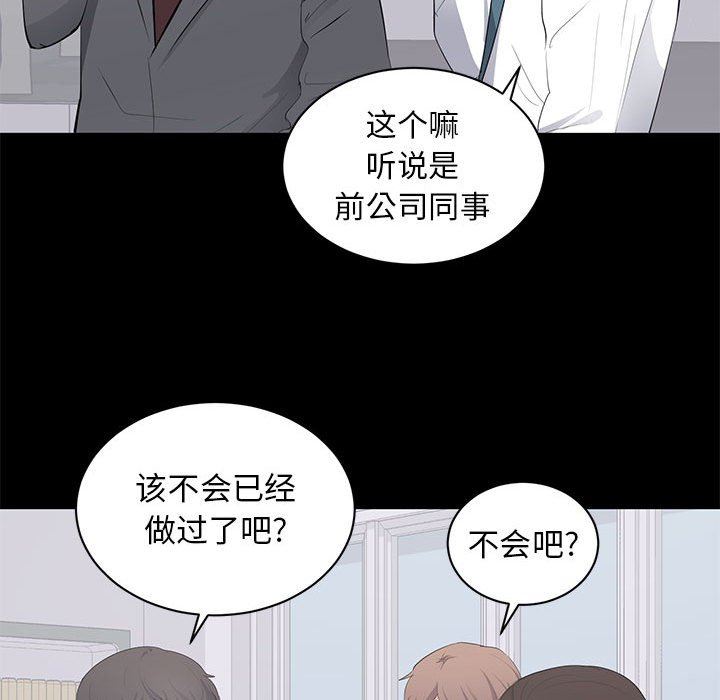 这个嘛
听说是
前公司同事
该不会已经
做过了吧?
不会吧?